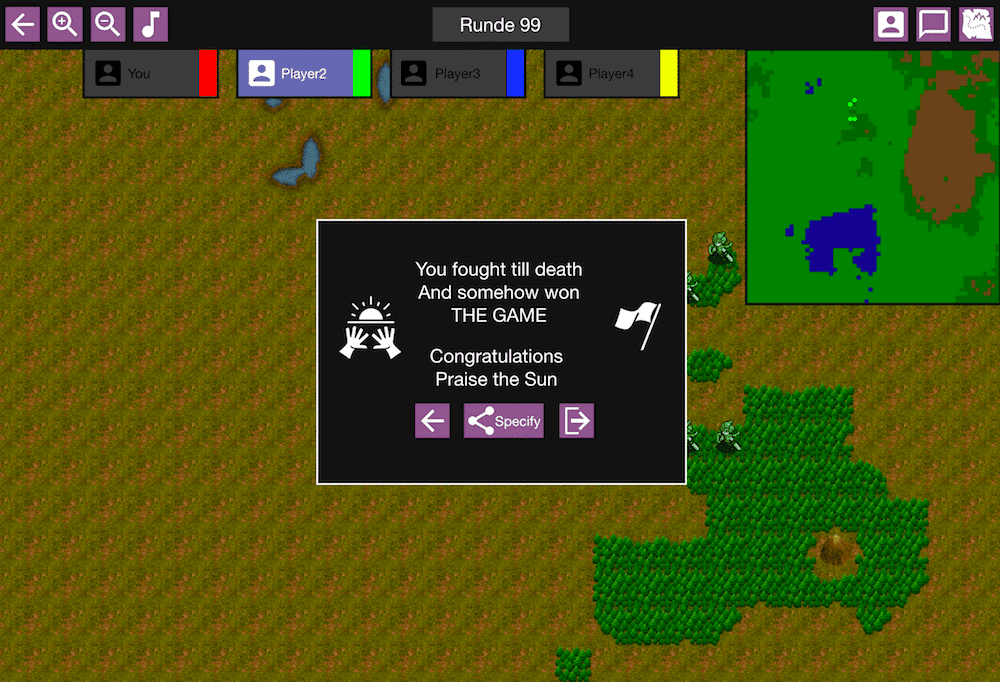 Runde 99
You
Player2
Player3
Player4
You fought till death
And somehow won
THE GAME
Congratulations
Praise the Sun
Specify